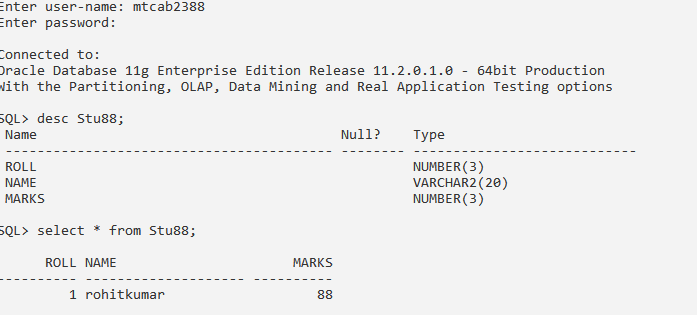 Enter user-name: mtcab2388
Enter password:
Connected to:
Oracle Database 11g Enterprise Edition Release 11.2.0.1.0 - 64bit Production
With the Partitioning, OLAP, Data Mining and Real Application Testing options
SQL> desc Stu88;
Name Null? Type
----------------------------------------- -------- ----------------------------
ROLL NUMBER(3)
NAME VARCHAR2(20)
MARKS NUMBER(3)
SQL> select * from Stu88;
ROLL NAME MARKS
---------- -------------------- ----------
1 rohitkumar 88